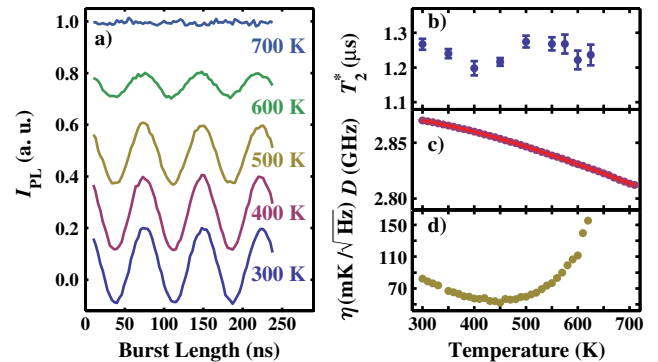 a)
700 K
600 K
500 K
400 K
300 K
1.0
0.8
0.6
0.4
0.2
0.0
I_PL (a. u.)
0 50 100 150 200 250
Burst Length (ns)
b)
1.3
1.2
1.1
T_2^* (μs)
c)
2.85
2.80
D (GHz)
d)
150
110
70
η (mK /√Hz)
300 400 500 600 700
Temperature (K)